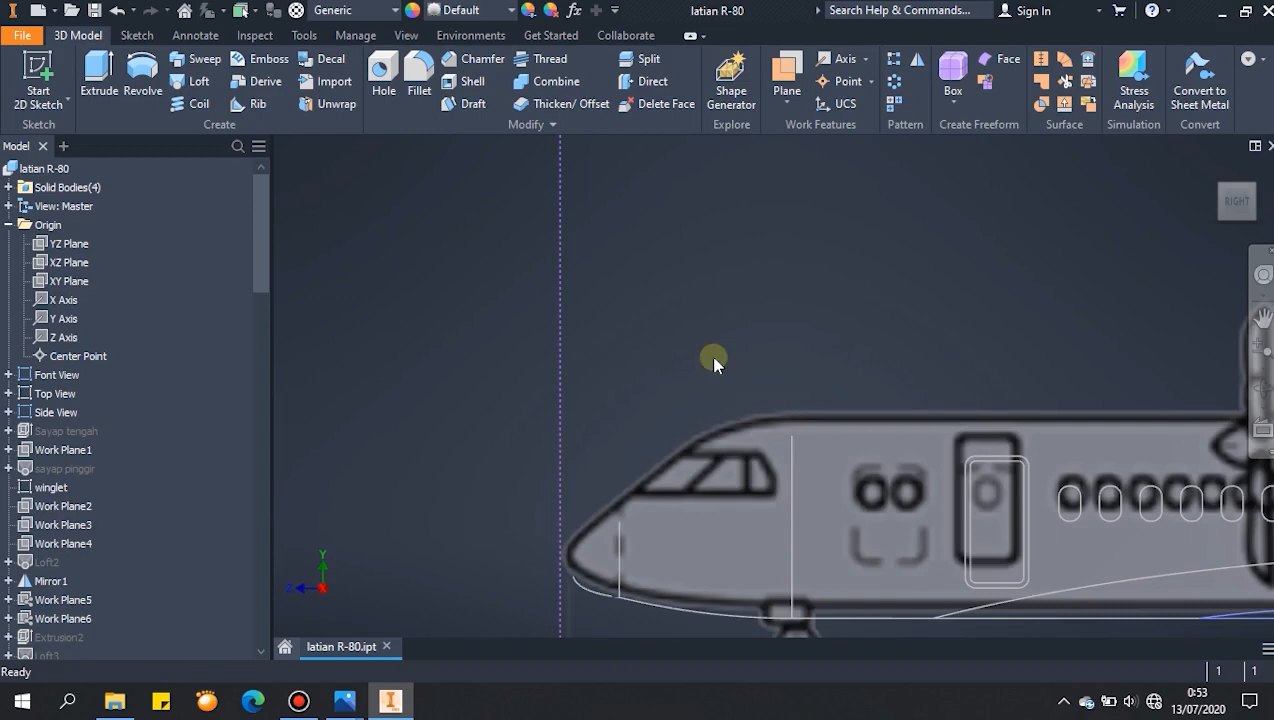 Generic
Default
latian R-80
Search Help & Commands...
Sign In
File
3D Model
Sketch
Annotate
Inspect
Tools
Manage
View
Environments
Get Started
Collaborate
Start
2D Sketch
Extrude
Revolve
Sweep
Loft
Coil
Emboss
Derive
Rib
Decal
Import
Unwrap
Hole
Fillet
Chamfer
Shell
Draft
Thread
Combine
Thicken/ Offset
Split
Direct
Delete Face
Shape
Generator
Plane
Axis
Point
UCS
Box
Face
Stress
Analysis
Convert to
Sheet Metal
Sketch
Create
Modify
Explore
Work Features
Pattern
Create Freeform
Surface
Simulation
Convert
Model
latian R-80
Solid Bodies(4)
View: Master
Origin
YZ Plane
XZ Plane
XY Plane
X Axis
Y Axis
Z Axis
Center Point
Font View
Top View
Side View
Sayap tengah
Work Plane1
sayap pinggir
winglet
Work Plane2
Work Plane3
Work Plane4
Loft2
Mirror1
Work Plane5
Work Plane6
Extrusion2
Loft3
RIGHT
Y
Z
X
latian R-80.ipt
Ready
1
1
0:53
13/07/2020